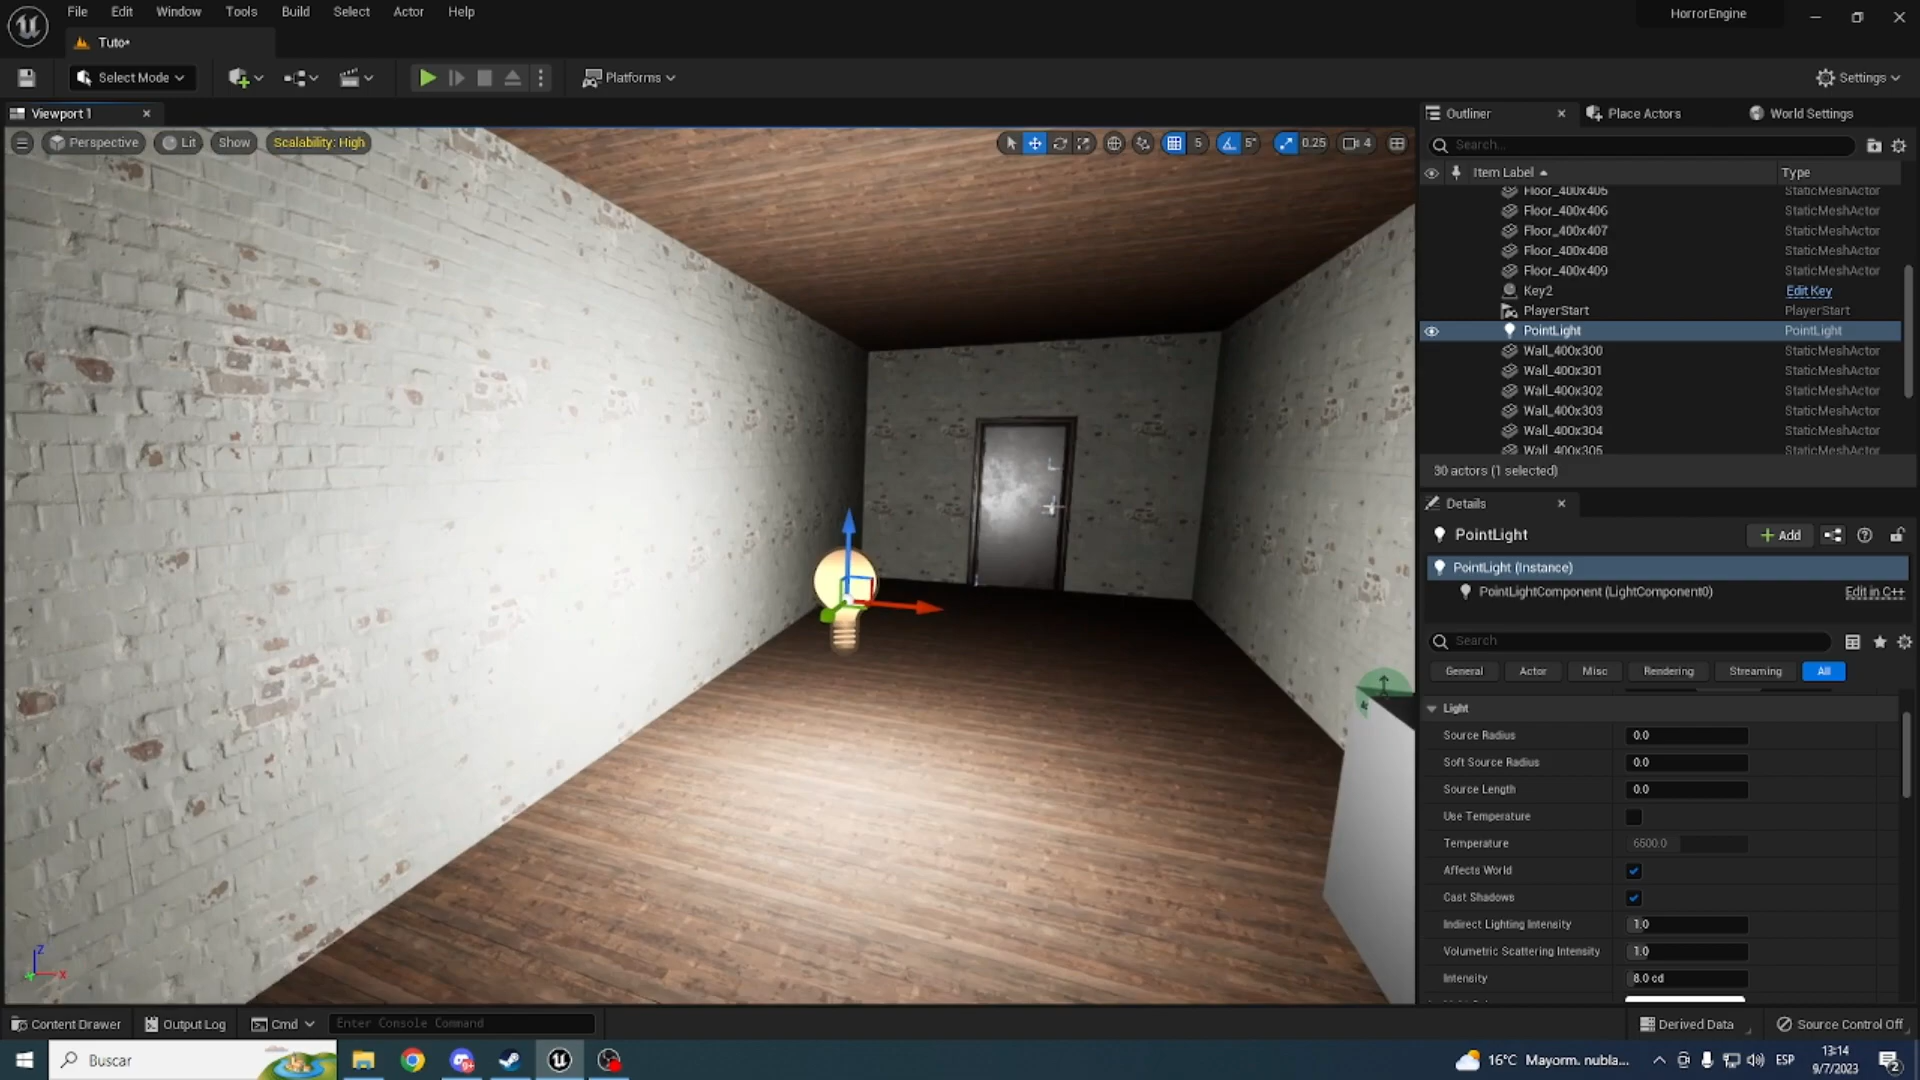 File Edit Window Tools Build Select Actor Help
HorrorEngine
Tuto*
Select Mode
Platforms
Settings
Viewport 1
Outliner
Place Actors
World Settings
Perspective
Lit
Show
Scalability: High
5
5°
0.25
4
Search...
Item Label
Type
Floor_400x405 StaticMeshActor
Floor_400x406 StaticMeshActor
Floor_400x407 StaticMeshActor
Floor_400x408 StaticMeshActor
Floor_400x409 StaticMeshActor
Key2 Edit Key
PlayerStart PlayerStart
PointLight PointLight
Wall_400x300 StaticMeshActor
Wall_400x301 StaticMeshActor
Wall_400x302 StaticMeshActor
Wall_400x303 StaticMeshActor
Wall_400x304 StaticMeshActor
Wall_400x305 StaticMeshActor
30 actors (1 selected)
Details
PointLight
+ Add
PointLight (Instance)
PointLightComponent (LightComponent0) Edit in C++
Search
General Actor Misc Rendering Streaming All
Light
Source Radius 0.0
Soft Source Radius 0.0
Source Length 0.0
Use Temperature
Temperature 6500.0
Affects World
Cast Shadows
Indirect Lighting Intensity 1.0
Volumetric Scattering Intensity 1.0
Intensity 8.0 cd
Z
X
Content Drawer
Output Log
Cmd
Enter Console Command
Derived Data
Source Control Off
Buscar
16°C Mayorm. nubla...
ESP
13:14
9/7/2023
2